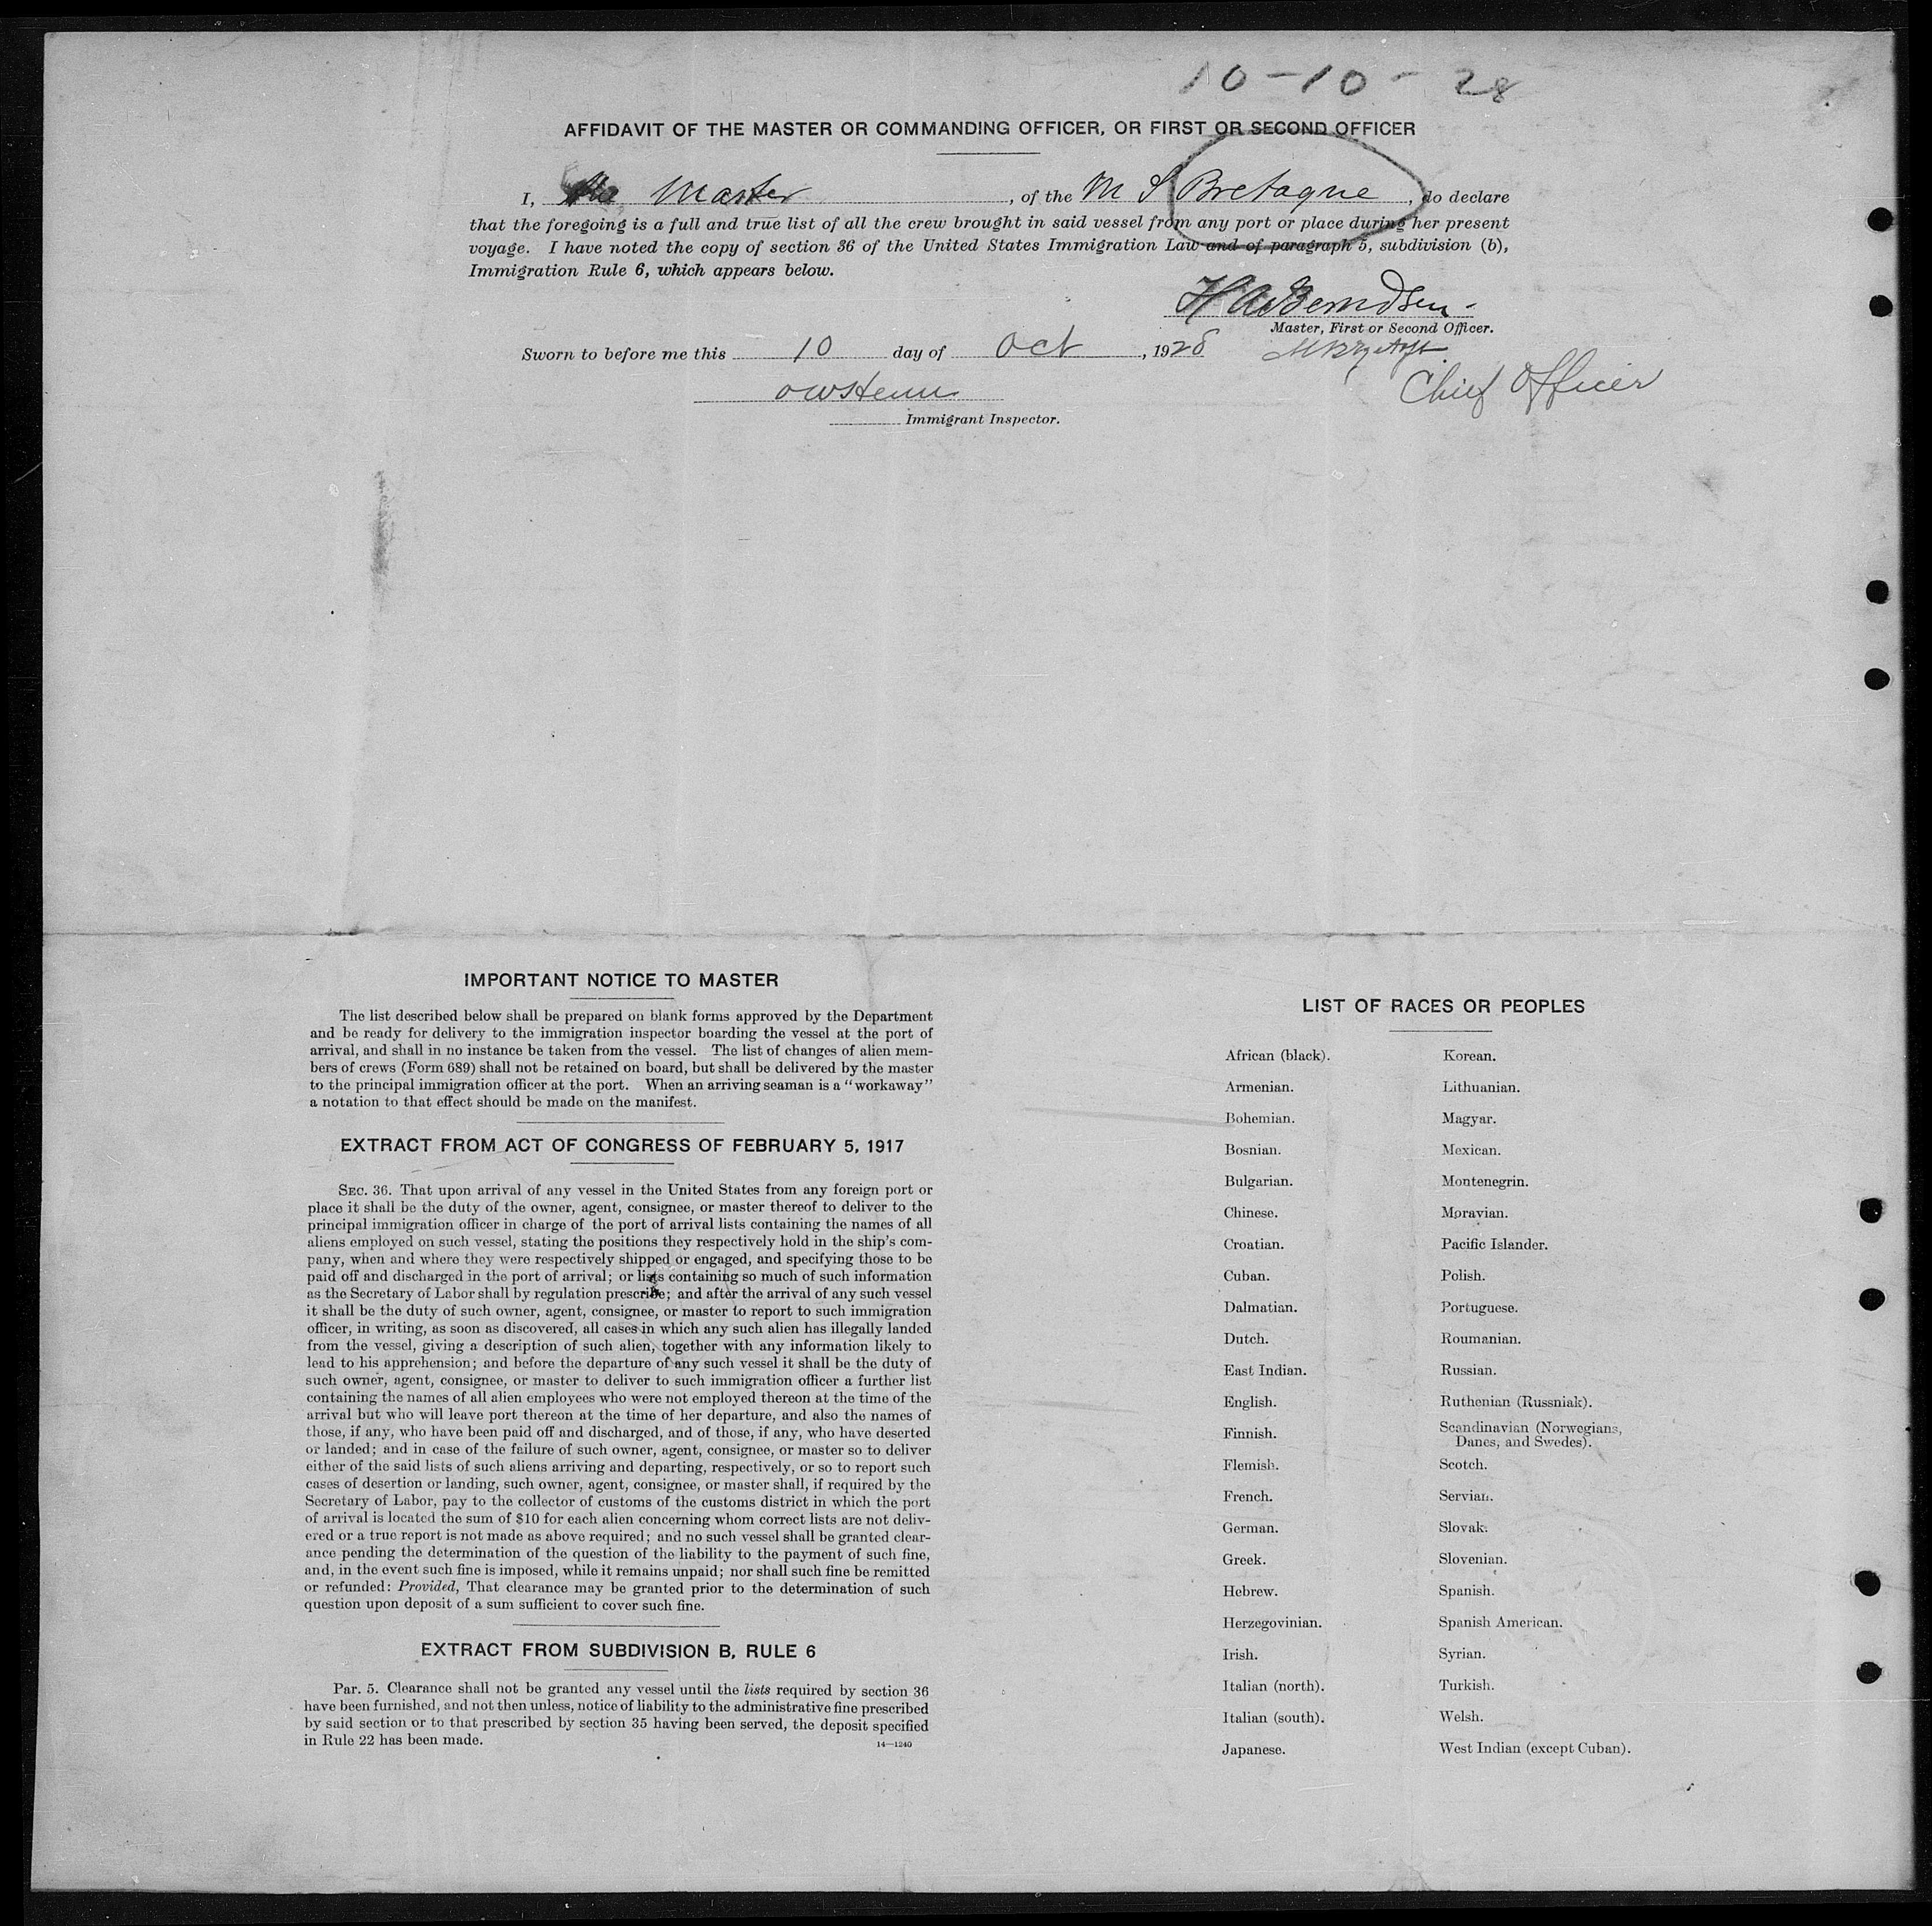 10-10-28
AFFIDAVIT OF THE MASTER OR COMMANDING OFFICER, OR FIRST OR SECOND OFFICER
I, the Master, of the M S Bretagne, do declare
that the foregoing is a full and true list of all the crew brought in said vessel from any port or place during her present
voyage. I have noted the copy of section 36 of the United States Immigration Law and of paragraph 5, subdivision (b),
Immigration Rule 6, which appears below.
Master, First or Second Officer.
Sworn to before me this 10 day of Oct, 1928
Chief Officer
Immigrant Inspector.
IMPORTANT NOTICE TO MASTER
The list described below shall be prepared on blank forms approved by the Department
and be ready for delivery to the immigration inspector boarding the vessel at the port of
arrival, and shall in no instance be taken from the vessel. The list of changes of alien mem-
bers of crews (Form 689) shall not be retained on board, but shall be delivered by the master
to the principal immigration officer at the port. When an arriving seaman is a "workaway"
a notation to that effect should be made on the manifest.
EXTRACT FROM ACT OF CONGRESS OF FEBRUARY 5, 1917
SEC. 36. That upon arrival of any vessel in the United States from any foreign port or
place it shall be the duty of the owner, agent, consignee, or master thereof to deliver to the
principal immigration officer in charge of the port of arrival lists containing the names of all
aliens employed on such vessel, stating the positions they respectively hold in the ship's com-
pany, when and where they were respectively shipped or engaged, and specifying those to be
paid off and discharged in the port of arrival; or lists containing so much of such information
as the Secretary of Labor shall by regulation prescribe; and after the arrival of any such vessel
it shall be the duty of such owner, agent, consignee, or master to report to such immigration
officer, in writing, as soon as discovered, all cases in which any such alien has illegally landed
from the vessel, giving a description of such alien, together with any information likely to
lead to his apprehension; and before the departure of any such vessel it shall be the duty of
such owner, agent, consignee, or master to deliver to such immigration officer a further list
containing the names of all alien employees who were not employed thereon at the time of the
arrival but who will leave port thereon at the time of her departure, and also the names of
those, if any, who have been paid off and discharged, and of those, if any, who have deserted
or landed; and in case of the failure of such owner, agent, consignee, or master so to deliver
either of the said lists of such aliens arriving and departing, respectively, or so to report such
cases of desertion or landing, such owner, agent, consignee, or master shall, if required by the
Secretary of Labor, pay to the collector of customs of the customs district in which the port
of arrival is located the sum of $10 for each alien concerning whom correct lists are not deliv-
ered or a true report is not made as above required; and no such vessel shall be granted clear-
ance pending the determination of the question of the liability to the payment of such fine,
and, in the event such fine is imposed, while it remains unpaid; nor shall such fine be remitted
or refunded: Provided, That clearance may be granted prior to the determination of such
question upon deposit of a sum sufficient to cover such fine.
EXTRACT FROM SUBDIVISION B, RULE 6
Par. 5. Clearance shall not be granted any vessel until the lists required by section 36
have been furnished, and not then unless, notice of liability to the administrative fine prescribed
by said section or to that prescribed by section 35 having been served, the deposit specified
in Rule 22 has been made.
14—1240
LIST OF RACES OR PEOPLES
African (black).
Armenian.
Bohemian.
Bosnian.
Bulgarian.
Chinese.
Croatian.
Cuban.
Dalmatian.
Dutch.
East Indian.
English.
Finnish.
Flemish.
French.
German.
Greek.
Hebrew.
Herzegovinian.
Irish.
Italian (north).
Italian (south).
Japanese.
Korean.
Lithuanian.
Magyar.
Mexican.
Montenegrin.
Moravian.
Pacific Islander.
Polish.
Portuguese.
Roumanian.
Russian.
Ruthenian (Russniak).
Scandinavian (Norwegians,
Danes, and Swedes).
Scotch.
Servian.
Slovak.
Slovenian.
Spanish.
Spanish American.
Syrian.
Turkish.
Welsh.
West Indian (except Cuban).